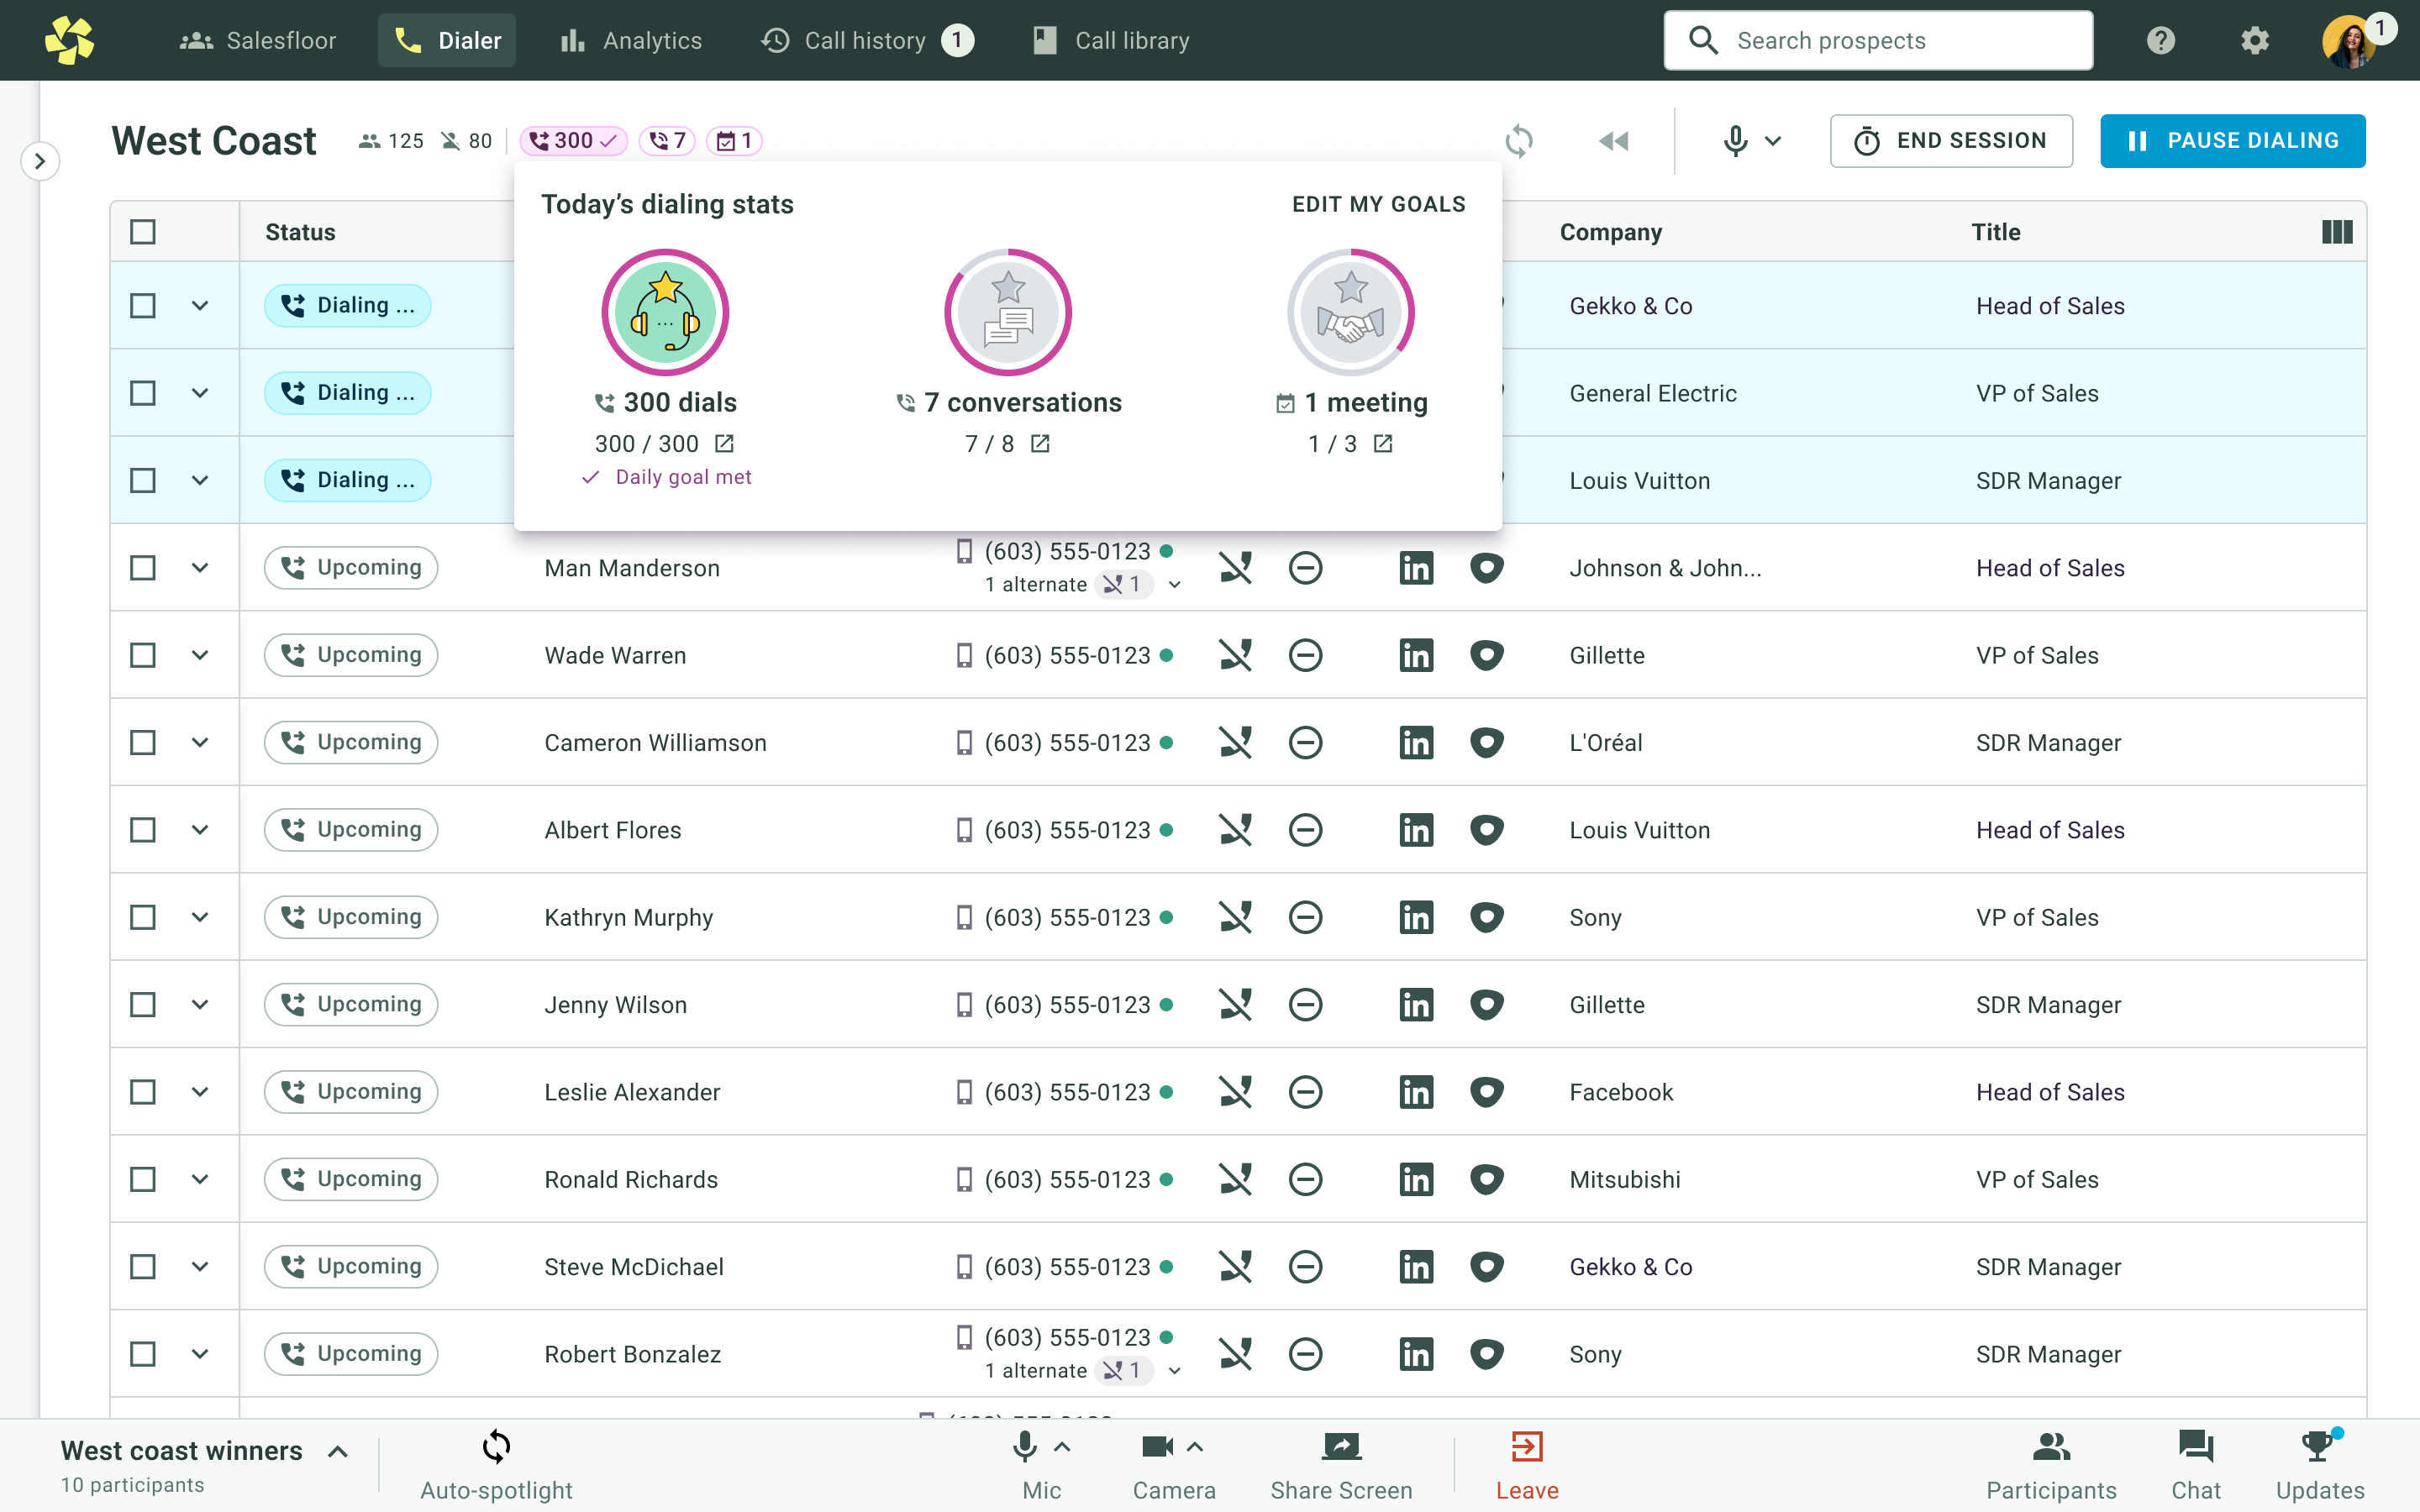 Salesfloor
Dialer
Analytics
Call history 1
Call library
Search prospects
1
West Coast 125 80 300 7 1
END SESSION
PAUSE DIALING
Today’s dialing stats
EDIT MY GOALS
300 dials
300 / 300
Daily goal met
7 conversations
7 / 8
1 meeting
1 / 3
Status Company Title
Dialing ... Gekko & Co Head of Sales
Dialing ... General Electric VP of Sales
Dialing ... Louis Vuitton SDR Manager
Upcoming Man Manderson (603) 555-0123 Johnson & John... Head of Sales
1 alternate 1
Upcoming Wade Warren (603) 555-0123 Gillette VP of Sales
Upcoming Cameron Williamson (603) 555-0123 L'Oréal SDR Manager
Upcoming Albert Flores (603) 555-0123 Louis Vuitton Head of Sales
Upcoming Kathryn Murphy (603) 555-0123 Sony VP of Sales
Upcoming Jenny Wilson (603) 555-0123 Gillette SDR Manager
Upcoming Leslie Alexander (603) 555-0123 Facebook Head of Sales
Upcoming Ronald Richards (603) 555-0123 Mitsubishi VP of Sales
Upcoming Steve McDichael (603) 555-0123 Gekko & Co SDR Manager
Upcoming Robert Bonzalez (603) 555-0123 Sony SDR Manager
1 alternate 1
West coast winners
10 participants
Auto-spotlight
Mic
Camera
Share Screen
Leave
Participants
Chat
Updates